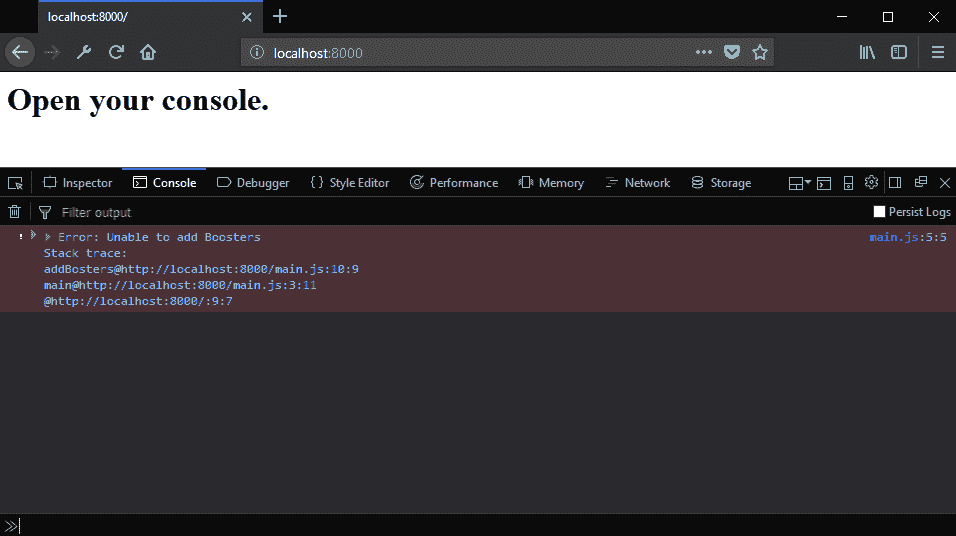 localhost:8000/
localhost:8000
Open your console.
Inspector Console Debugger { } Style Editor Performance Memory Network Storage
Filter output Persist Logs
Error: Unable to add Boosters main.js:5:5
Stack trace:
addBosters@http://localhost:8000/main.js:10:9
main@http://localhost:8000/main.js:3:11
@http://localhost:8000/:9:7